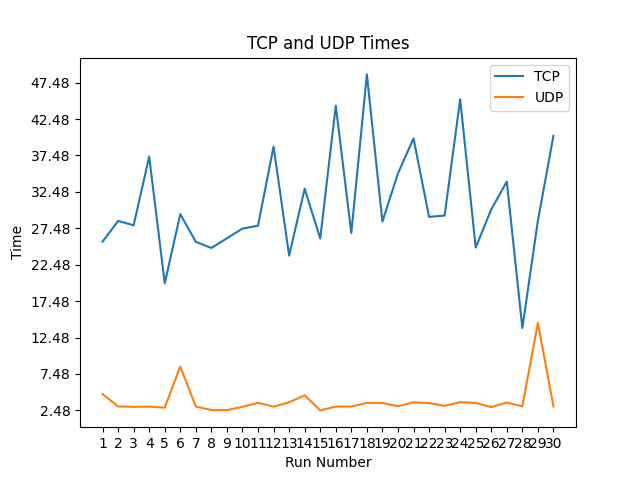 TCP and UDP Times
TCP
UDP
Time
47.48
42.48
37.48
32.48
27.48
22.48
17.48
12.48
7.48
2.48
1 2 3 4 5 6 7 8 9 10 11 12 13 14 15 16 17 18 19 20 21 22 23 24 25 26 27 28 29 30
Run Number